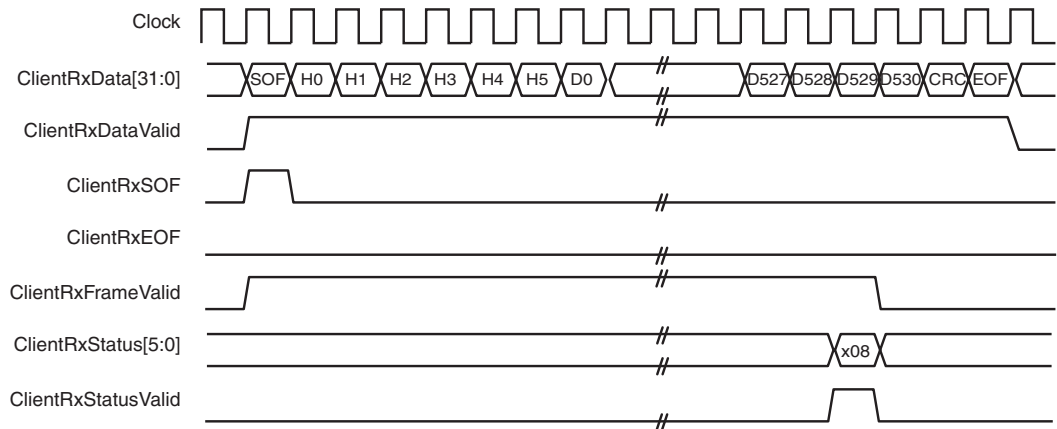 Clock
ClientRxData[31:0] SOF H0 H1 H2 H3 H4 H5 D0 D527 D528 D529 D530 CRC EOF
ClientRxDataValid
ClientRxSOF
ClientRxEOF
ClientRxFrameValid
ClientRxStatus[5:0] x08
ClientRxStatusValid